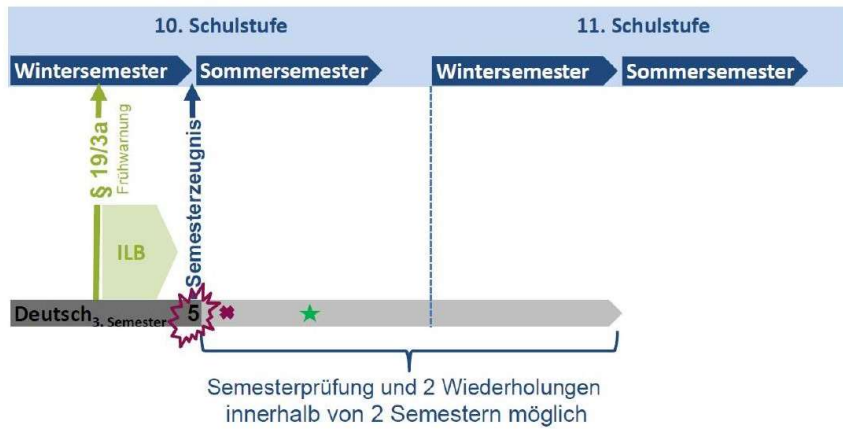 10. Schulstufe
11. Schulstufe
Wintersemester
Sommersemester
Wintersemester
Sommersemester
§ 19/3a
Frühwarnung
Semesterzeugnis
ILB
Deutsch3. Semester
5
Semesterprüfung und 2 Wiederholungen
innerhalb von 2 Semestern möglich